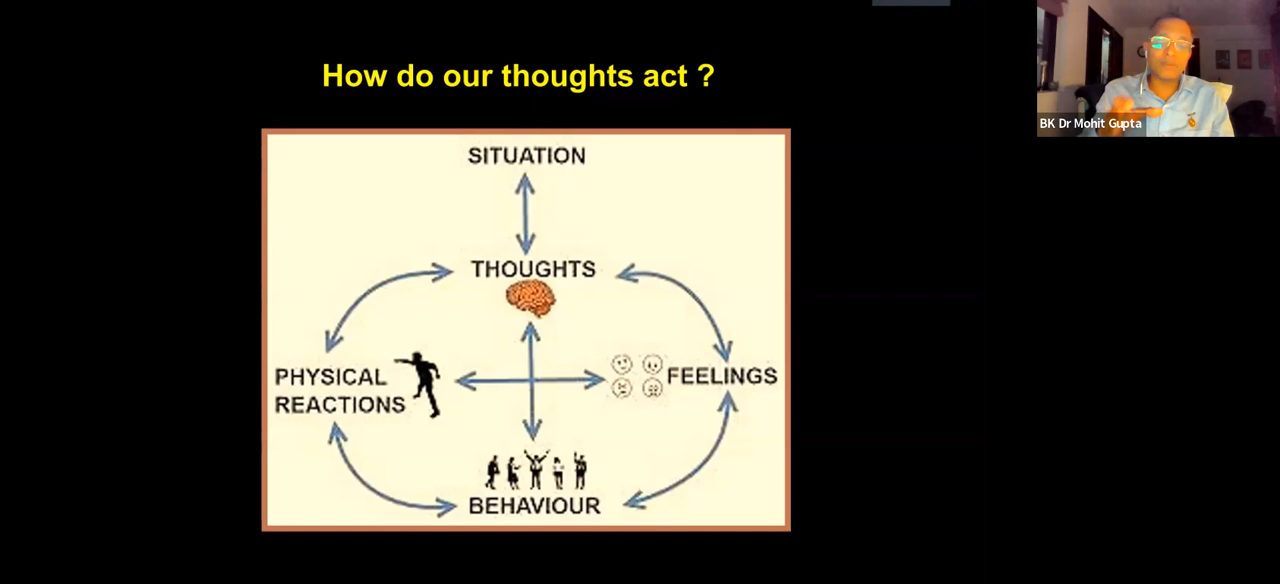 How do our thoughts act ?
BK Dr Mohit Gupta
SITUATION
THOUGHTS
PHYSICAL
REACTIONS
FEELINGS
BEHAVIOUR